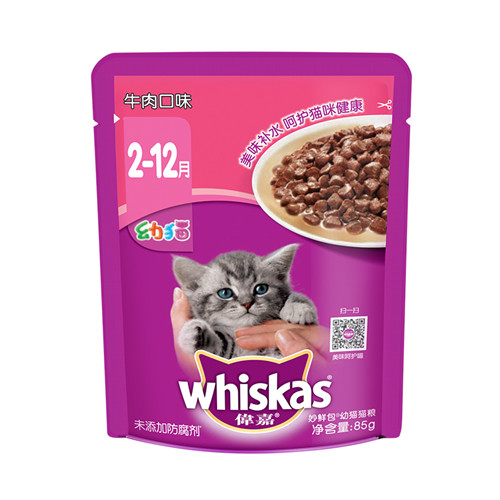 牛肉口味
美味补水 呵护猫咪健康
2-12月
幼猫
扫一扫
美味呵护猫
whiskas®
偉嘉®
未添加防腐剂
妙鲜包®幼猫猫粮
净含量:85g